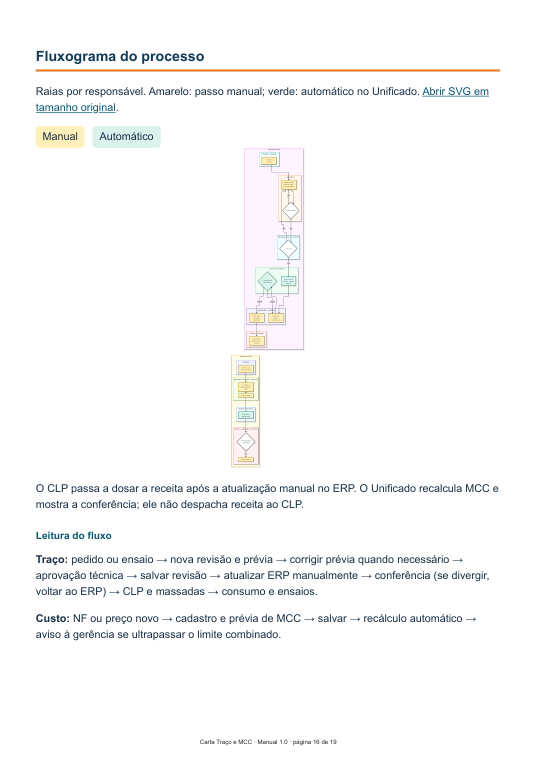 Fluxograma do processo
Raias por responsável. Amarelo: passo manual; verde: automático no Unificado. Abrir SVG em
tamanho original.
Manual
Automático
O CLP passa a dosar a receita após a atualização manual no ERP. O Unificado recalcula MCC e
mostra a conferência; ele não despacha receita ao CLP.
Leitura do fluxo
Traço: pedido ou ensaio → nova revisão e prévia → corrigir prévia quando necessário →
aprovação técnica → salvar revisão → atualizar ERP manualmente → conferência (se divergir,
voltar ao ERP) → CLP e massadas → consumo e ensaios.
Custo: NF ou preço novo → cadastro e prévia de MCC → salvar → recálculo automático →
aviso à gerência se ultrapassar o limite combinado.
Carta Traço e MCC · Manual 1.0 · página 16 de 19